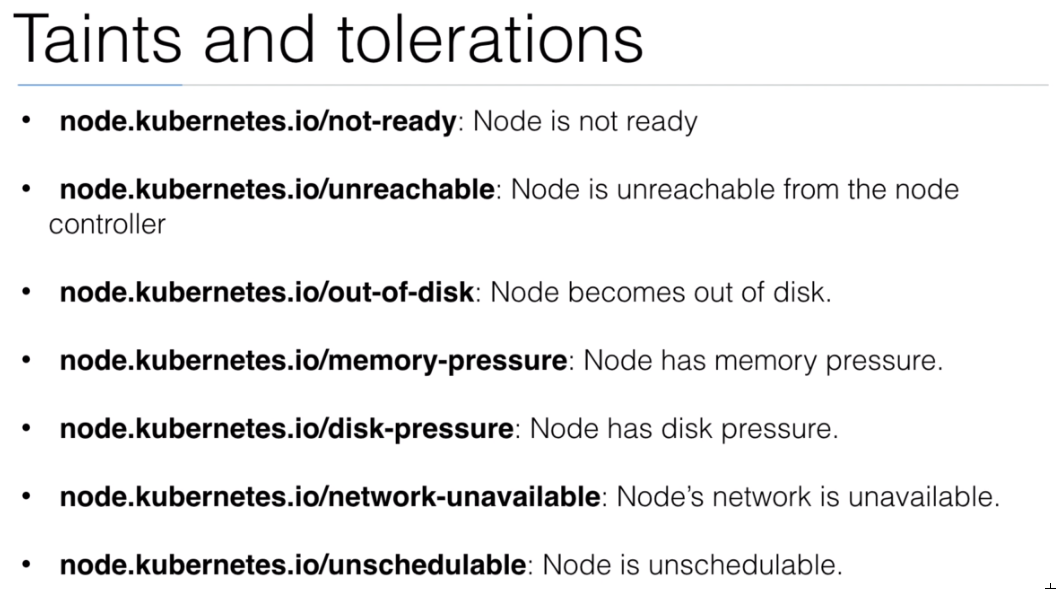 Taints and tolerations
• node.kubernetes.io/not-ready: Node is not ready
• node.kubernetes.io/unreachable: Node is unreachable from the node
controller
• node.kubernetes.io/out-of-disk: Node becomes out of disk.
• node.kubernetes.io/memory-pressure: Node has memory pressure.
• node.kubernetes.io/disk-pressure: Node has disk pressure.
• node.kubernetes.io/network-unavailable: Node’s network is unavailable.
• node.kubernetes.io/unschedulable: Node is unschedulable.